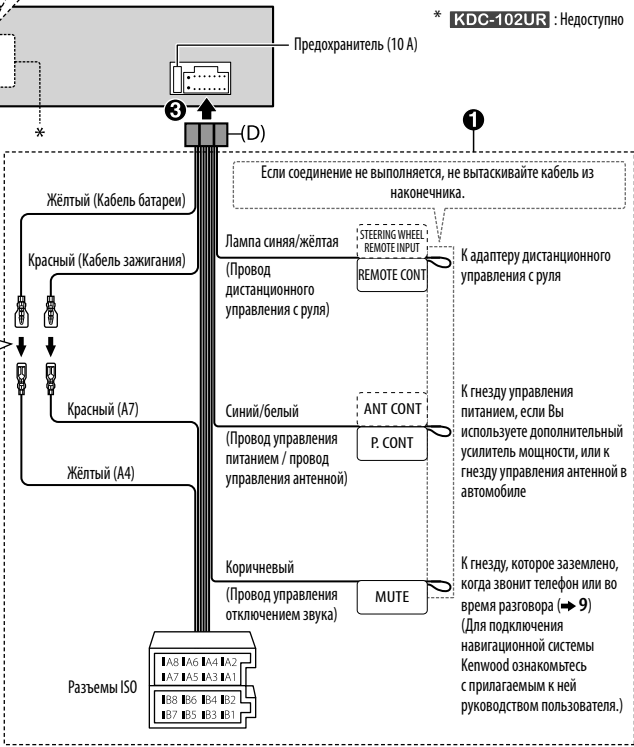 * KDC-102UR : Недоступно
Предохранитель (10 A)
*
3
(D)
1
Если соединение не выполняется, не вытаскивайте кабель из
наконечника.
Жёлтый (Кабель батареи)
Красный (Кабель зажигания)
Лампа синяя/жёлтая
(Провод
дистанционного
управления с руля)
STEERING WHEEL
REMOTE INPUT
REMOTE CONT
К адаптеру дистанционного
управления с руля
Красный (A7)
Жёлтый (A4)
Синий/белый
(Провод управления
питанием / провод
управления антенной)
ANT CONT
P. CONT
К гнезду управления
питанием, если Вы
используете дополнительный
усилитель мощности, или к
гнезду управления антенной в
автомобиле
Коричневый
(Провод управления
отключением звука)
MUTE
К гнезду, которое заземлено,
когда звонит телефон или во
время разговора (➡ 9)
(Для подключения
навигационной системы
Kenwood ознакомьтесь
с прилагаемым к ней
руководством пользователя.)
Разъемы ISO
A8 A6 A4 A2
A7 A5 A3 A1
B8 B6 B4 B2
B7 B5 B3 B1